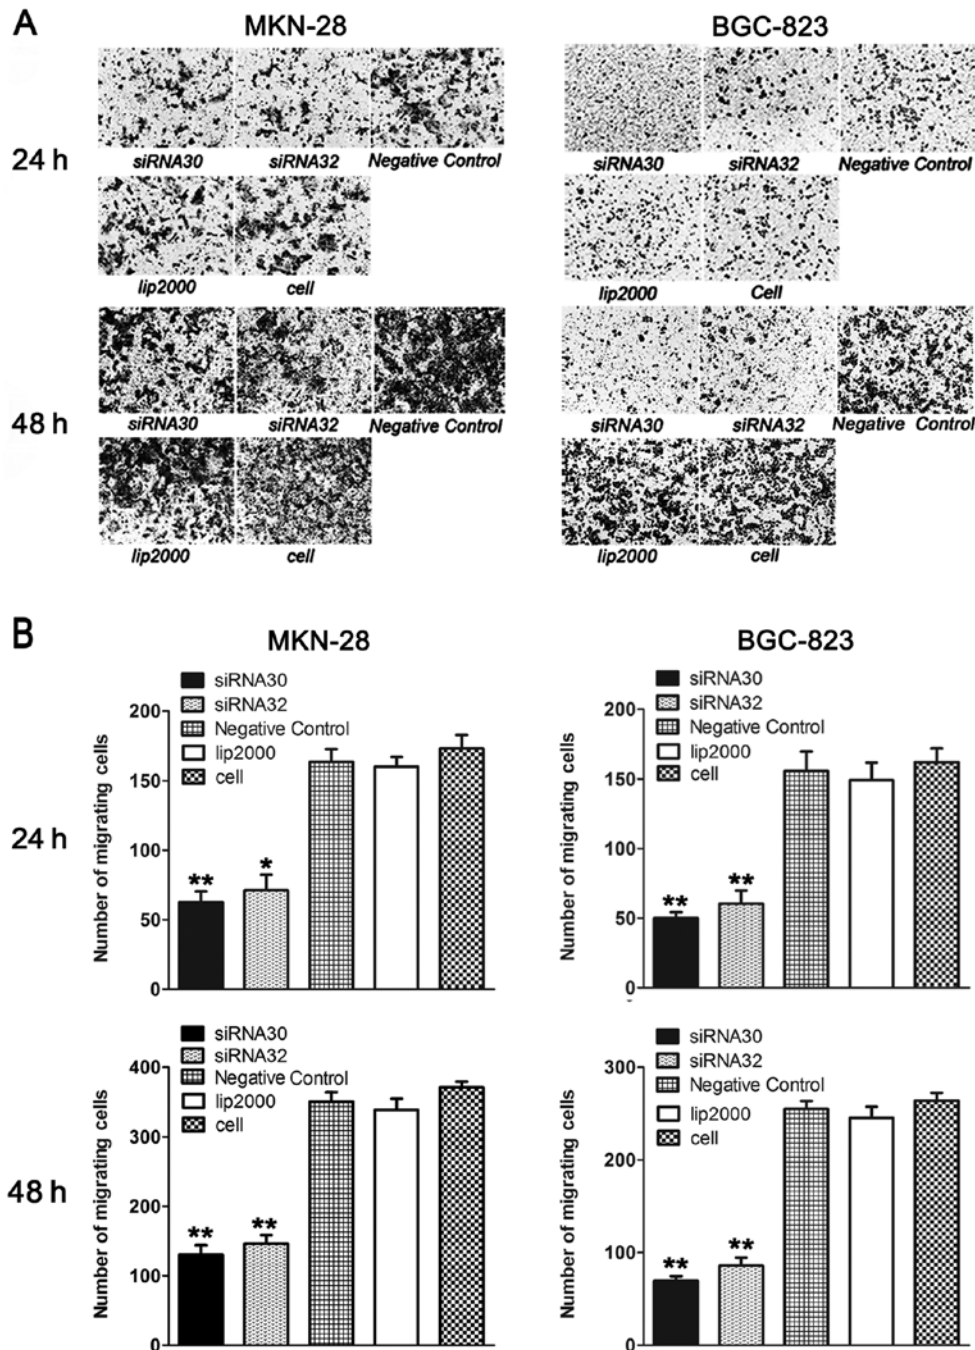 A
MKN-28
BGC-823
24 h
siRNA30
siRNA32
Negative Control
siRNA30
siRNA32
Negative Control
lip2000
cell
lip2000
Cell
48 h
siRNA30
siRNA32
Negative Control
siRNA30
siRNA32
Negative Control
lip2000
cell
lip2000
cell
B
MKN-28
BGC-823
24 h
siRNA30
siRNA32
Negative Control
lip2000
cell
Number of migrating cells
200
150
100
50
0
**
*
siRNA30
siRNA32
Negative Control
lip2000
cell
Number of migrating cells
200
150
100
50
0
**
**
48 h
siRNA30
siRNA32
Negative Control
lip2000
cell
Number of migrating cells
400
300
200
100
0
**
**
siRNA30
siRNA32
Negative Control
lip2000
cell
Number of migrating cells
300
200
100
0
**
**